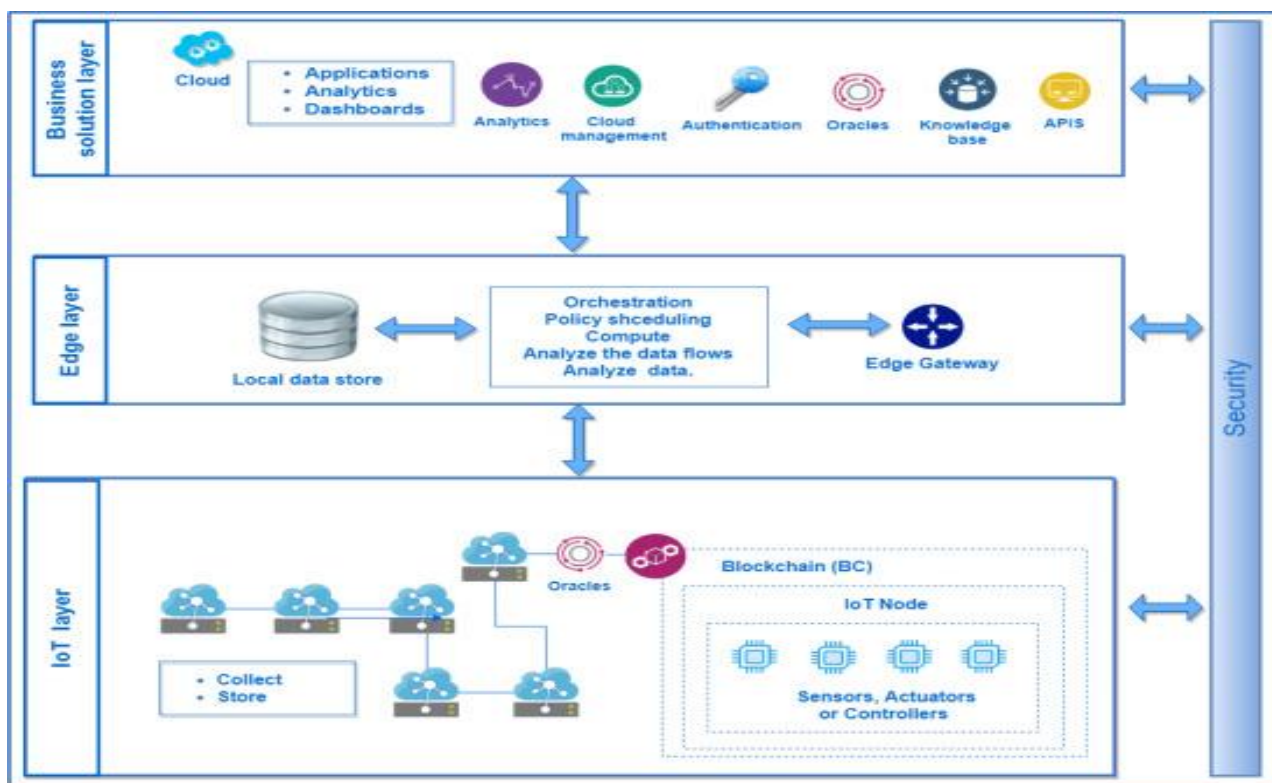 Business
solution layer
Cloud
• Applications
• Analytics
• Dashboards
Analytics
Cloud
management
Authentication
Oracles
Knowledge
base
APIS
Edge layer
Local data store
Orchestration
Policy shceduling
Compute
Analyze the data flows
Analyze data.
Edge Gateway
Security
IoT layer
• Collect
• Store
Oracles
Blockchain (BC)
IoT Node
Sensors, Actuators
or Controllers